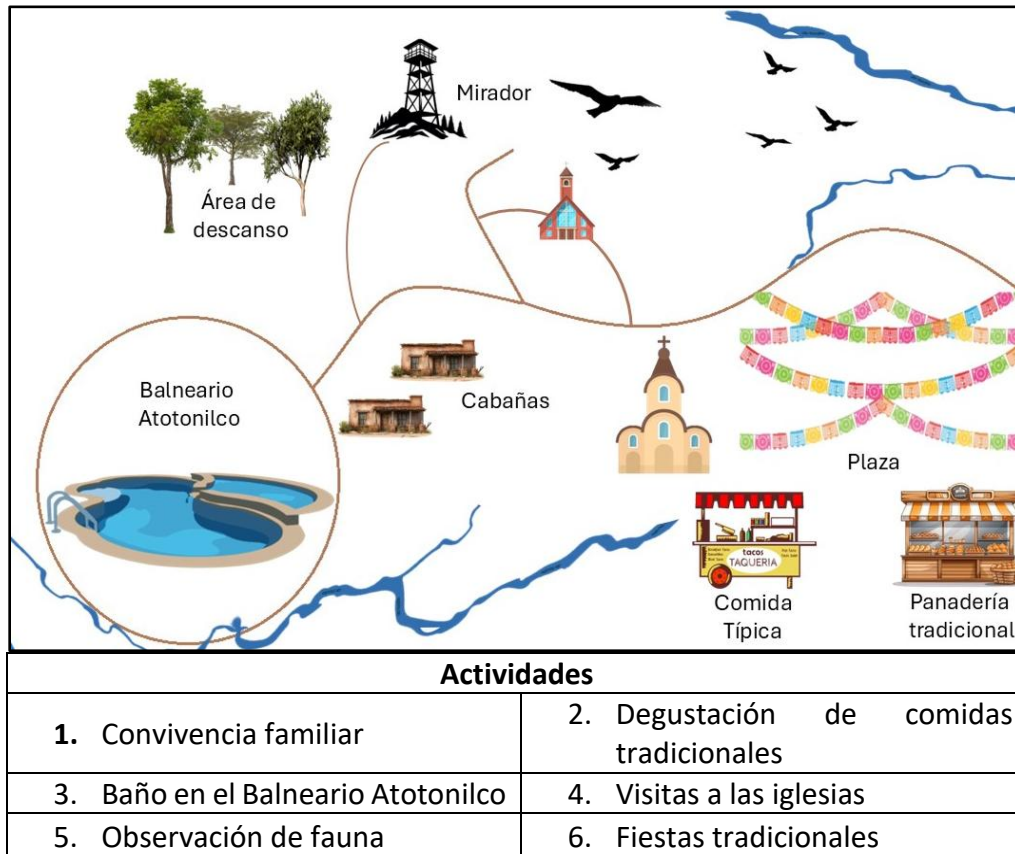 Mirador
Área de
descanso
Balneario
Atotonilco
Cabañas
Plaza
tacos
TAQUERIA
Comida
Típica
Panadería
tradicional
Actividades
1. Convivencia familiar
2. Degustación de comidas
tradicionales
3. Baño en el Balneario Atotonilco
4. Visitas a las iglesias
5. Observación de fauna
6. Fiestas tradicionales